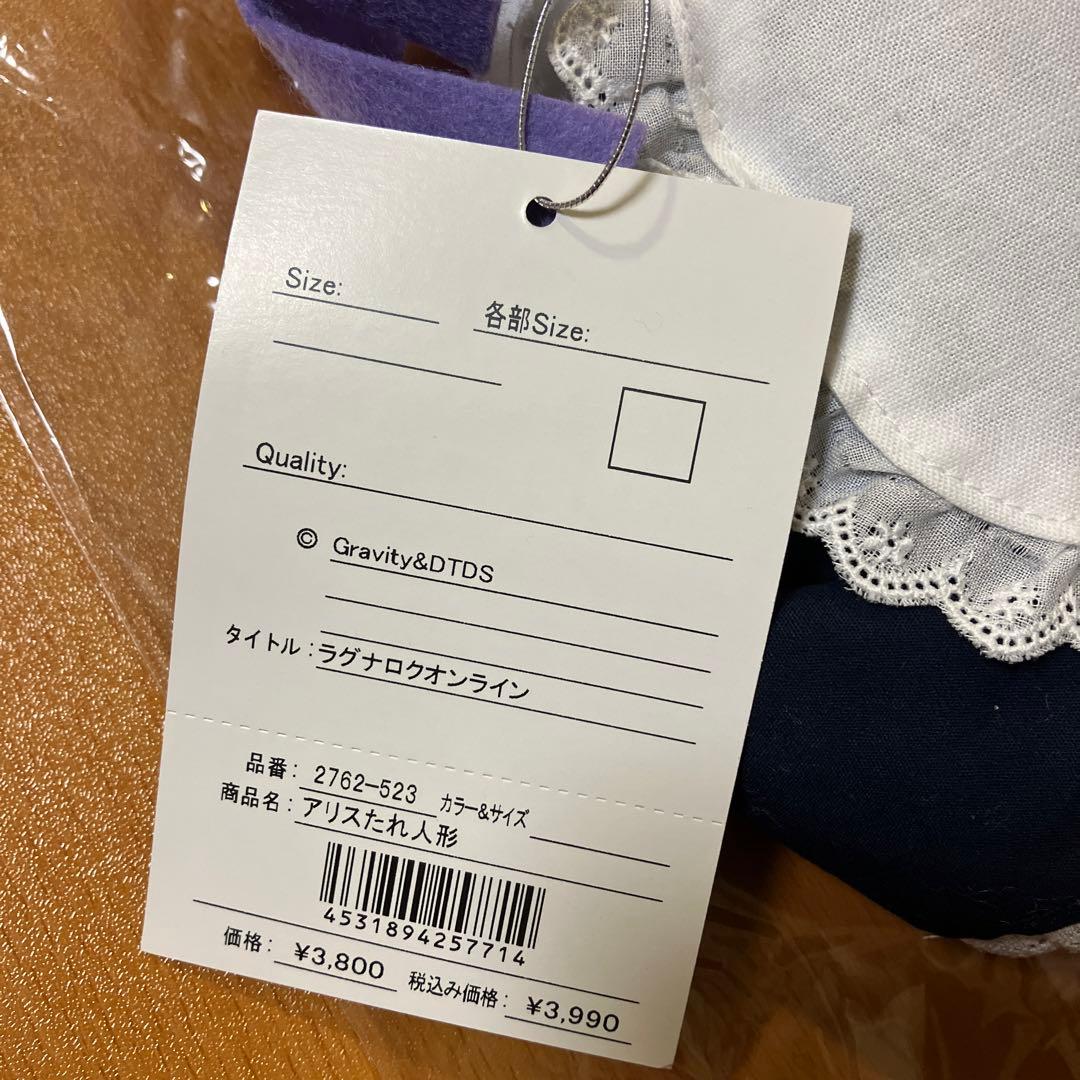 Size:
各部Size:
Quality:
© Gravity&DTDS
タイトル：ラグナロクオンライン
品番： 2762-523 カラー&サイズ
商品名：アリスたれ人形
4531894257714
価格： ¥3,800 税込み価格： ¥3,990